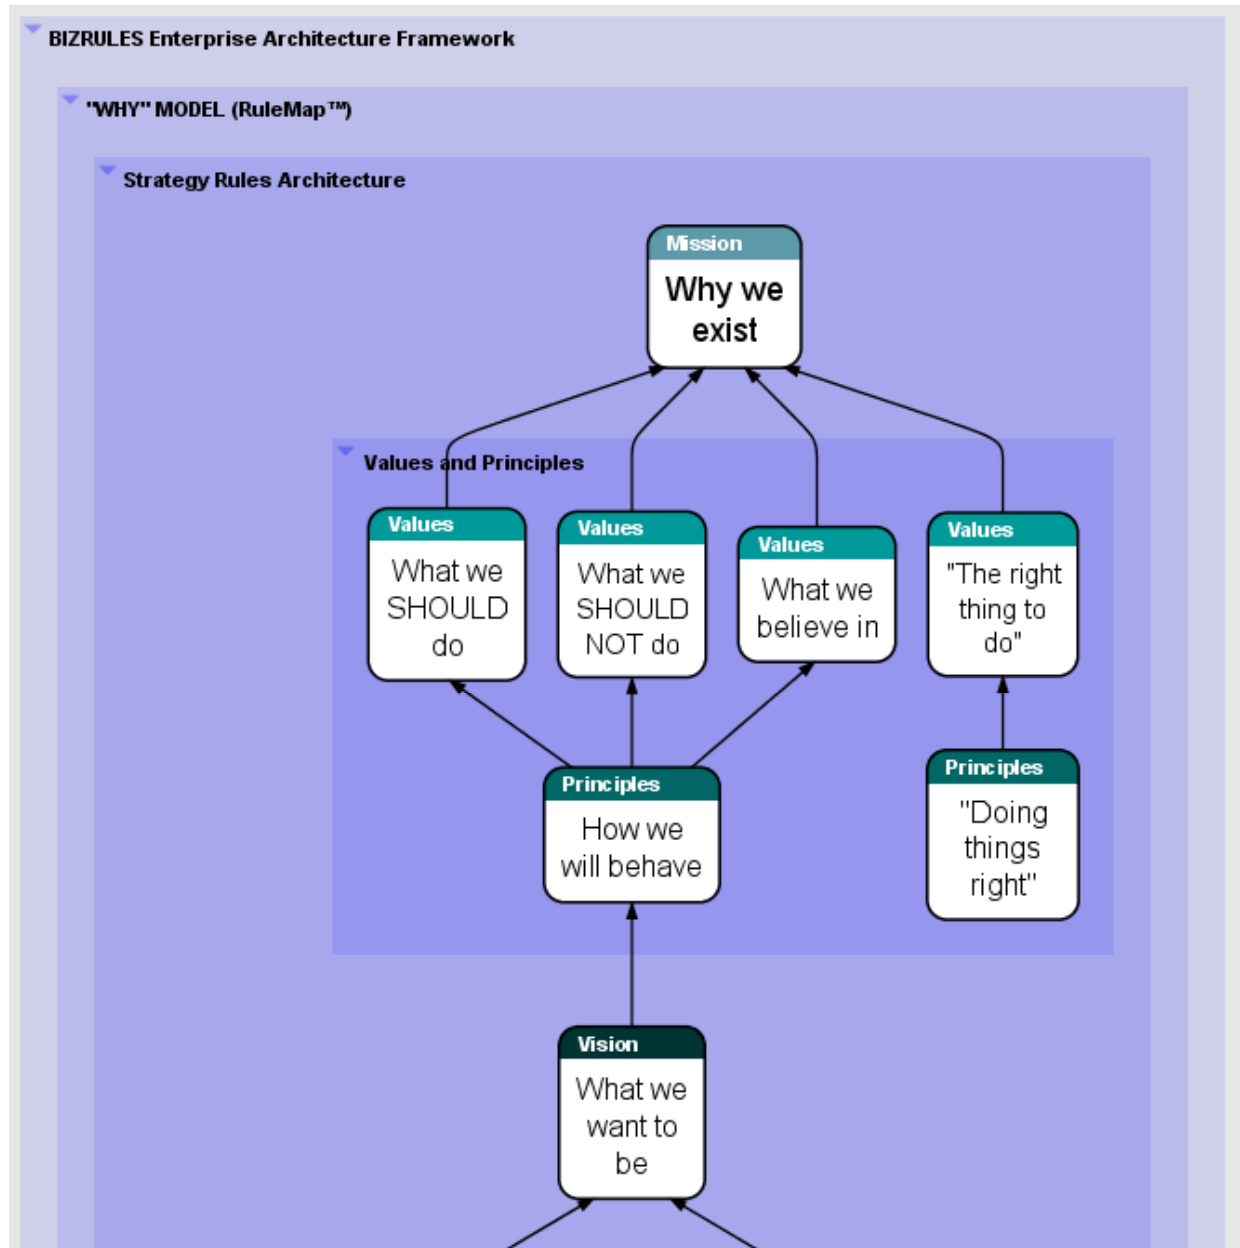 BIZRULES Enterprise Architecture Framework
"WHY" MODEL (RuleMap™)
Strategy Rules Architecture
Mission
Why we
exist
Values and Principles
Values
What we
SHOULD
do
Values
What we
SHOULD
NOT do
Values
What we
believe in
Values
"The right
thing to
do"
Principles
How we
will behave
Principles
"Doing
things
right"
Vision
What we
want to
be